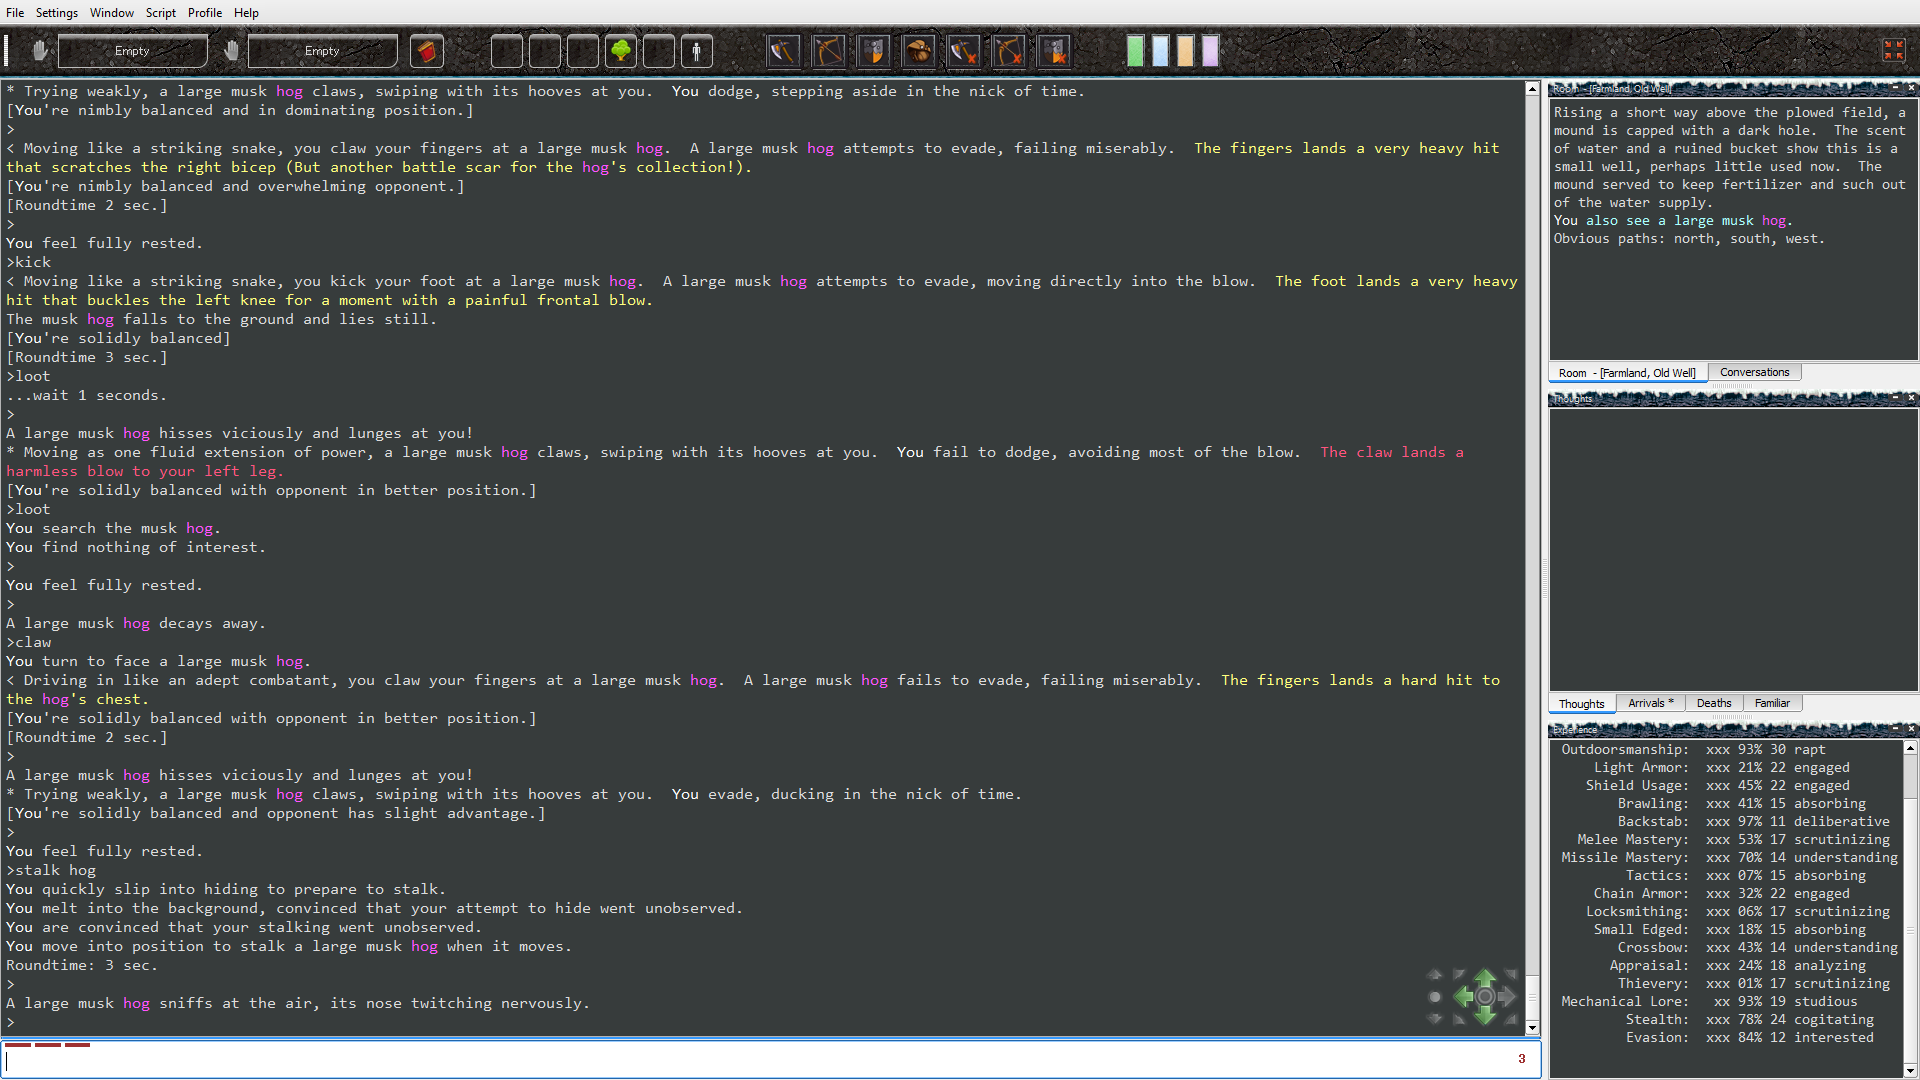 File Settings Window Script Profile Help
Empty Empty
* Trying weakly, a large musk hog claws, swiping with its hooves at you.  You dodge, stepping aside in the nick of time.
[You're nimbly balanced and in dominating position.]
>
< Moving like a striking snake, you claw your fingers at a large musk hog.  A large musk hog attempts to evade, failing miserably.  The fingers lands a very heavy hit
that scratches the right bicep (But another battle scar for the hog's collection!).
[You're nimbly balanced and overwhelming opponent.]
[Roundtime 2 sec.]
>
You feel fully rested.
>kick
< Moving like a striking snake, you kick your foot at a large musk hog.  A large musk hog attempts to evade, moving directly into the blow.  The foot lands a very heavy
hit that buckles the left knee for a moment with a painful frontal blow.
The musk hog falls to the ground and lies still.
[You're solidly balanced]
[Roundtime 3 sec.]
>loot
...wait 1 seconds.
>
A large musk hog hisses viciously and lunges at you!
* Moving as one fluid extension of power, a large musk hog claws, swiping with its hooves at you.  You fail to dodge, avoiding most of the blow.  The claw lands a
harmless blow to your left leg.
[You're solidly balanced with opponent in better position.]
>loot
You search the musk hog.
You find nothing of interest.
>
You feel fully rested.
>
A large musk hog decays away.
>claw
You turn to face a large musk hog.
< Driving in like an adept combatant, you claw your fingers at a large musk hog.  A large musk hog fails to evade, failing miserably.  The fingers lands a hard hit to
the hog's chest.
[You're solidly balanced with opponent in better position.]
[Roundtime 2 sec.]
>
A large musk hog hisses viciously and lunges at you!
* Trying weakly, a large musk hog claws, swiping with its hooves at you.  You evade, ducking in the nick of time.
[You're solidly balanced and opponent has slight advantage.]
>
You feel fully rested.
>stalk hog
You quickly slip into hiding to prepare to stalk.
You melt into the background, convinced that your attempt to hide went unobserved.
You are convinced that your stalking went unobserved.
You move into position to stalk a large musk hog when it moves.
Roundtime: 3 sec.
>
A large musk hog sniffs at the air, its nose twitching nervously.
>
3
Room - [Farmland, Old Well]
Rising a short way above the plowed field, a
mound is capped with a dark hole.  The scent
of water and a ruined bucket show this is a
small well, perhaps little used now.  The
mound served to keep fertilizer and such out
of the water supply.
You also see a large musk hog.
Obvious paths: north, south, west.
Room - [Farmland, Old Well] Conversations
Thoughts
Thoughts Arrivals * Deaths Familiar
Experience
Outdoorsmanship:  xxx 93% 30 rapt
Light Armor:  xxx 21% 22 engaged
Shield Usage:  xxx 45% 22 engaged
Brawling:  xxx 41% 15 absorbing
Backstab:  xxx 97% 11 deliberative
Melee Mastery:  xxx 53% 17 scrutinizing
Missile Mastery:  xxx 70% 14 understanding
Tactics:  xxx 07% 15 absorbing
Chain Armor:  xxx 32% 22 engaged
Locksmithing:  xxx 06% 17 scrutinizing
Small Edged:  xxx 18% 15 absorbing
Crossbow:  xxx 43% 14 understanding
Appraisal:  xxx 24% 18 analyzing
Thievery:  xxx 01% 17 scrutinizing
Mechanical Lore:   xx 93% 19 studious
Stealth:  xxx 78% 24 cogitating
Evasion:  xxx 84% 12 interested